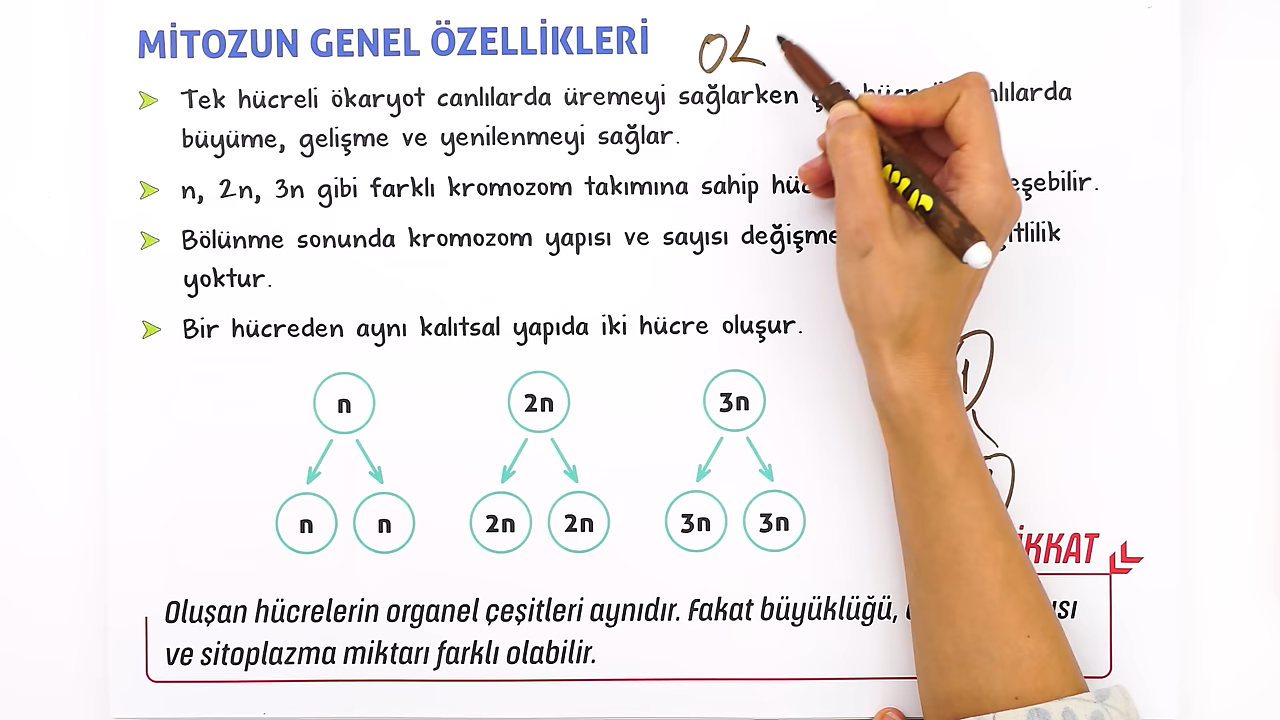 MİTOZUN GENEL ÖZELLİKLERİ OL
Tek hücreli ökaryot canlılarda üremeyi sağlarken
büyüme, gelişme ve yenilenmeyi sağlar.
n, 2n, 3n gibi farklı kromozom takımına sahip
Bölünme sonunda kromozom yapısı ve sayısı
yoktur.
Bir hücreden aynı kalıtsal yapıda iki hücre oluşur.
n 2n 3n
n n 2n 2n 3n 3n
Oluşan hücrelerin organel çeşitleri aynıdır. Fakat büyüklüğü,
ve sitoplazma miktarı farklı olabilir.